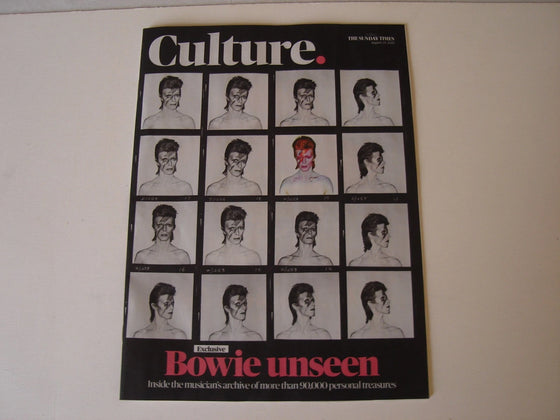 THE SUNDAY TIMES
Culture.
Exclusive
Bowie unseen
Inside the musician's archive of more than 90,000 personal treasures